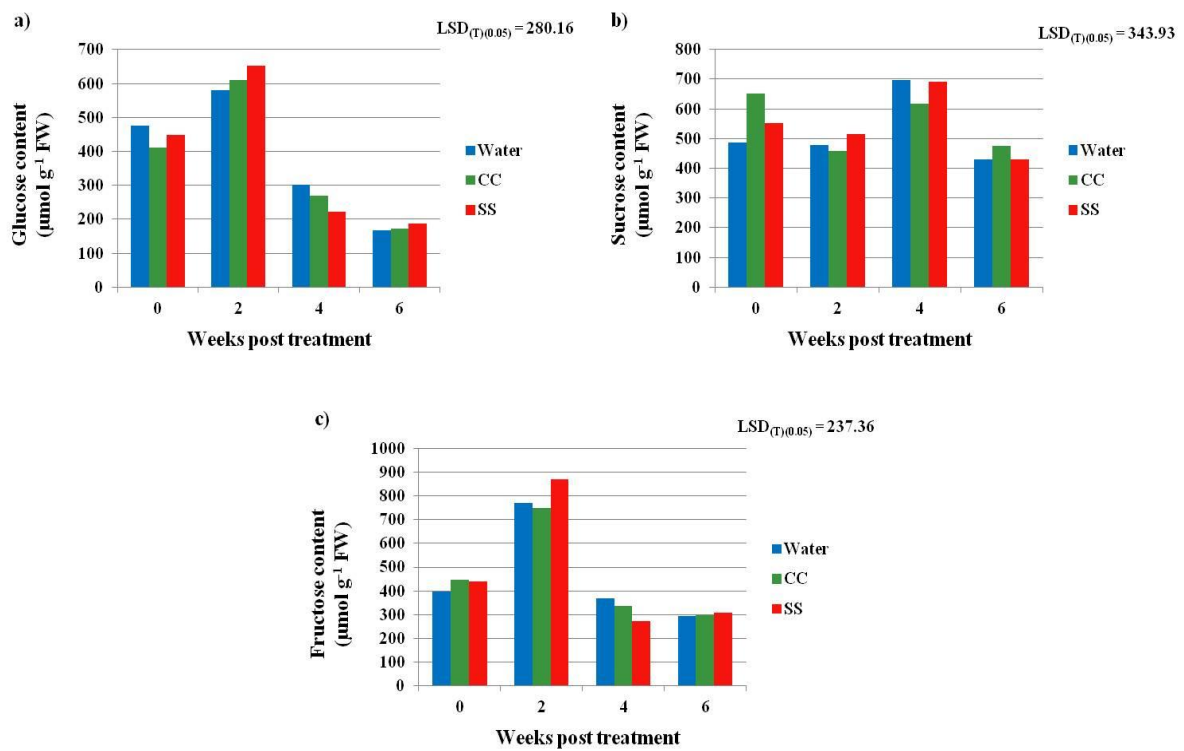 a)
LSD(T)(0.05) = 280.16
700
600
500
400
300
200
100
0
Glucose content
(µmol g⁻¹ FW)
0 2 4 6
Weeks post treatment
Water
CC
SS
b)
LSD(T)(0.05) = 343.93
800
700
600
500
400
300
200
100
0
Sucrose content
(µmol g⁻¹ FW)
0 2 4 6
Weeks post treatment
Water
CC
SS
c)
LSD(T)(0.05) = 237.36
1000
900
800
700
600
500
400
300
200
100
0
Fructose content
(µmol g⁻¹ FW)
0 2 4 6
Weeks post treatment
Water
CC
SS